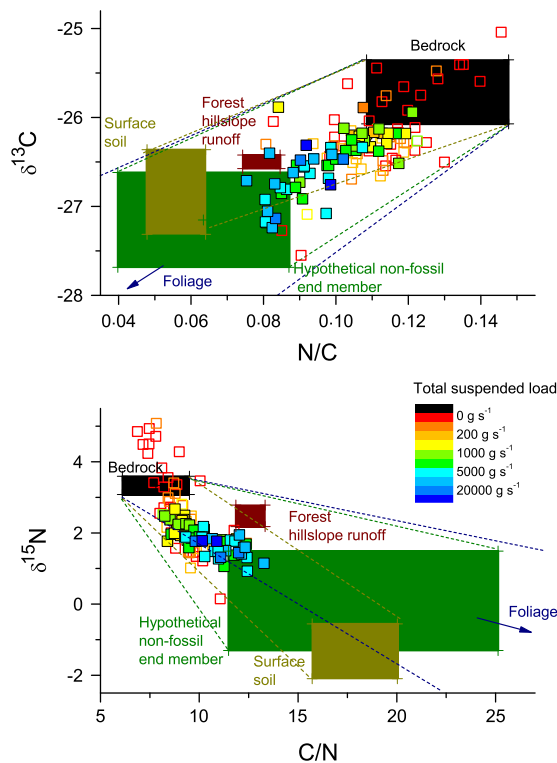 -25
-26
-27
-28
δ13C
Bedrock
Forest
hillslope
runoff
Surface
soil
Foliage
Hypothetical non-fossil
end member
0.04
0.06
0.08
0.10
0.12
0.14
N/C
Total suspended load
0 g s-1
200 g s-1
1000 g s-1
5000 g s-1
20000 g s-1
4
2
0
-2
δ15N
Bedrock
Forest
hillslope runoff
Hypothetical
non-fossil
end member
Surface
soil
Foliage
5
10
15
20
25
C/N